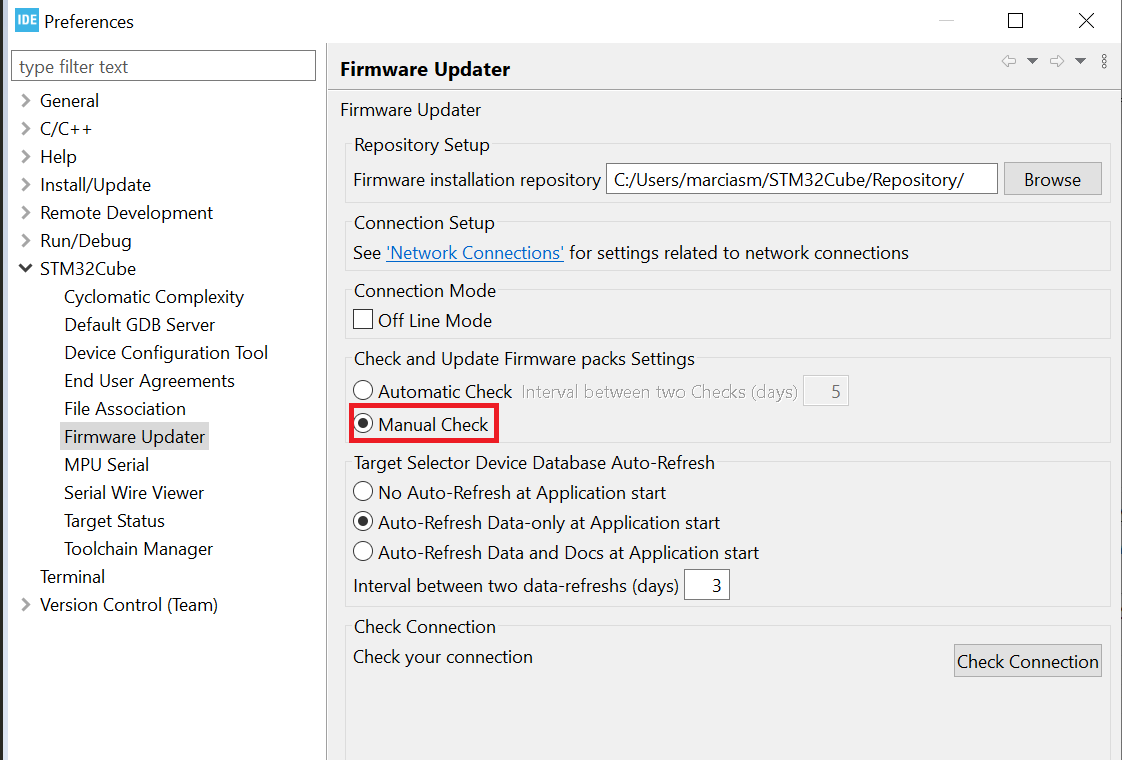 IDE Preferences
type filter text
General
C/C++
Help
Install/Update
Remote Development
Run/Debug
STM32Cube
Cyclomatic Complexity
Default GDB Server
Device Configuration Tool
End User Agreements
File Association
Firmware Updater
MPU Serial
Serial Wire Viewer
Target Status
Toolchain Manager
Terminal
Version Control (Team)
Firmware Updater
Firmware Updater
Repository Setup
Firmware installation repository C:/Users/marciasm/STM32Cube/Repository/ Browse
Connection Setup
See 'Network Connections' for settings related to network connections
Connection Mode
Off Line Mode
Check and Update Firmware packs Settings
Automatic Check Interval between two Checks (days) 5
Manual Check
Target Selector Device Database Auto-Refresh
No Auto-Refresh at Application start
Auto-Refresh Data-only at Application start
Auto-Refresh Data and Docs at Application start
Interval between two data-refreshs (days) 3
Check Connection
Check your connection Check Connection